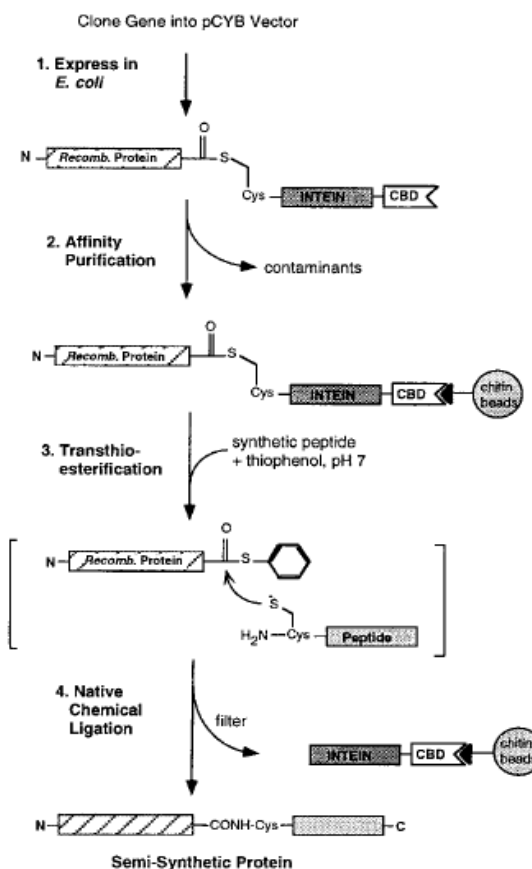 Clone Gene into pCYB Vector
1. Express in
E. coli
O
N
Recomb. Protein
S
Cys
INTEIN
CBD
2. Affinity
Purification
contaminants
O
N
Recomb. Protein
S
Cys
INTEIN
CBD
chitin
beads
3. Transthio-
esterification
synthetic peptide
+ thiophenol, pH 7
O
N
Recomb. Protein
S
-
S
H2N
Cys
Peptide
4. Native
Chemical
Ligation
filter
INTEIN
CBD
chitin
beads
N
CONH-Cys
C
Semi-Synthetic Protein